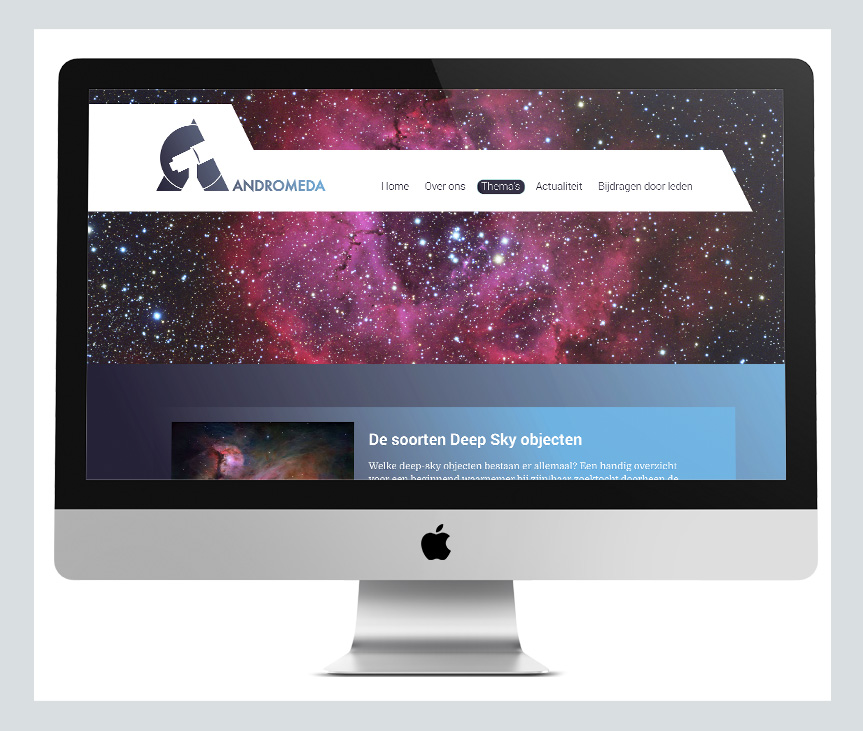 ANDROMEDA
Home Over ons Thema's Actualiteit Bijdragen door leden
De soorten Deep Sky objecten
Welke deep-sky objecten bestaan er allemaal? Een handig overzicht
voor een beginnend waarnemer bij zijn/haar zoektocht doorheen de